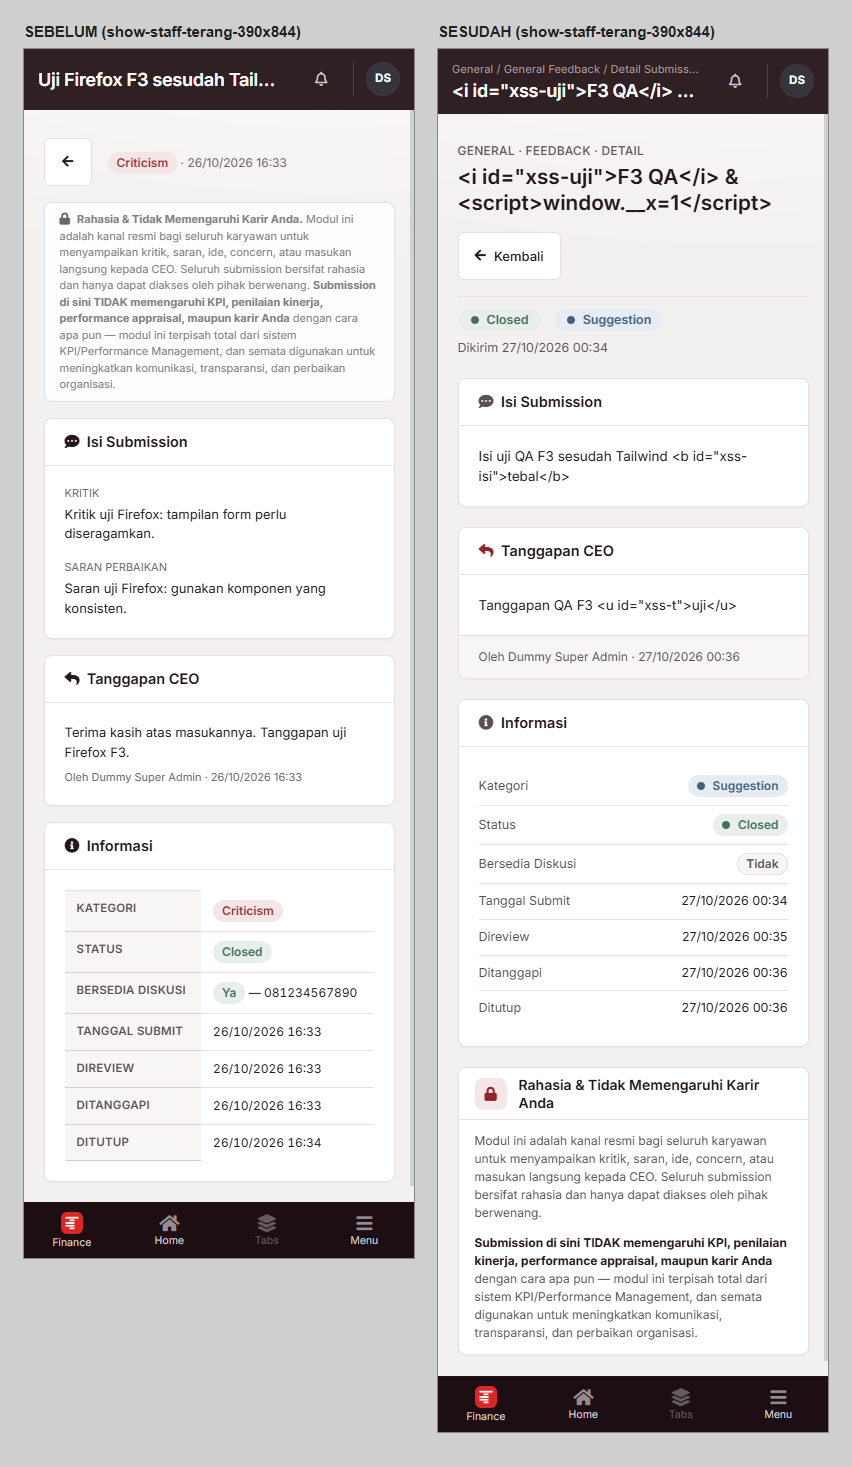 SEBELUM (show-staff-terang-390x844)
Uji Firefox F3 sesudah Tail...
DS
Criticism · 26/10/2026 16:33
Rahasia & Tidak Memengaruhi Karir Anda. Modul ini
adalah kanal resmi bagi seluruh karyawan untuk
menyampaikan kritik, saran, ide, concern, atau masukan
langsung kepada CEO. Seluruh submission bersifat rahasia
dan hanya dapat diakses oleh pihak berwenang. Submission
di sini TIDAK memengaruhi KPI, penilaian kinerja,
performance appraisal, maupun karir Anda dengan cara
apa pun — modul ini terpisah total dari sistem
KPI/Performance Management, dan semata digunakan untuk
meningkatkan komunikasi, transparansi, dan perbaikan
organisasi.
Isi Submission
KRITIK
Kritik uji Firefox: tampilan form perlu
diseragamkan.
SARAN PERBAIKAN
Saran uji Firefox: gunakan komponen yang
konsisten.
Tanggapan CEO
Terima kasih atas masukannya. Tanggapan uji
Firefox F3.
Oleh Dummy Super Admin · 26/10/2026 16:33
Informasi
KATEGORI Criticism
STATUS Closed
BERSEDIA DISKUSI Ya — 081234567890
TANGGAL SUBMIT 26/10/2026 16:33
DIREVIEW 26/10/2026 16:33
DITANGGAPI 26/10/2026 16:33
DITUTUP 26/10/2026 16:34
Finance Home Tabs Menu
SESUDAH (show-staff-terang-390x844)
General / General Feedback / Detail Submiss...
<i id="xss-uji">F3 QA</i> ...
DS
GENERAL · FEEDBACK · DETAIL
<i id="xss-uji">F3 QA</i> &
<script>window.__x=1</script>
Kembali
Closed Suggestion
Dikirim 27/10/2026 00:34
Isi Submission
Isi uji QA F3 sesudah Tailwind <b id="xss-
isi">tebal</b>
Tanggapan CEO
Tanggapan QA F3 <u id="xss-t">uji</u>
Oleh Dummy Super Admin · 27/10/2026 00:36
Informasi
Kategori Suggestion
Status Closed
Bersedia Diskusi Tidak
Tanggal Submit 27/10/2026 00:34
Direview 27/10/2026 00:35
Ditanggapi 27/10/2026 00:36
Ditutup 27/10/2026 00:36
Rahasia & Tidak Memengaruhi Karir
Anda
Modul ini adalah kanal resmi bagi seluruh karyawan
untuk menyampaikan kritik, saran, ide, concern, atau
masukan langsung kepada CEO. Seluruh submission
bersifat rahasia dan hanya dapat diakses oleh pihak
berwenang.
Submission di sini TIDAK memengaruhi KPI, penilaian
kinerja, performance appraisal, maupun karir Anda
dengan cara apa pun — modul ini terpisah total dari
sistem KPI/Performance Management, dan semata
digunakan untuk meningkatkan komunikasi,
transparansi, dan perbaikan organisasi.
Finance Home Tabs Menu